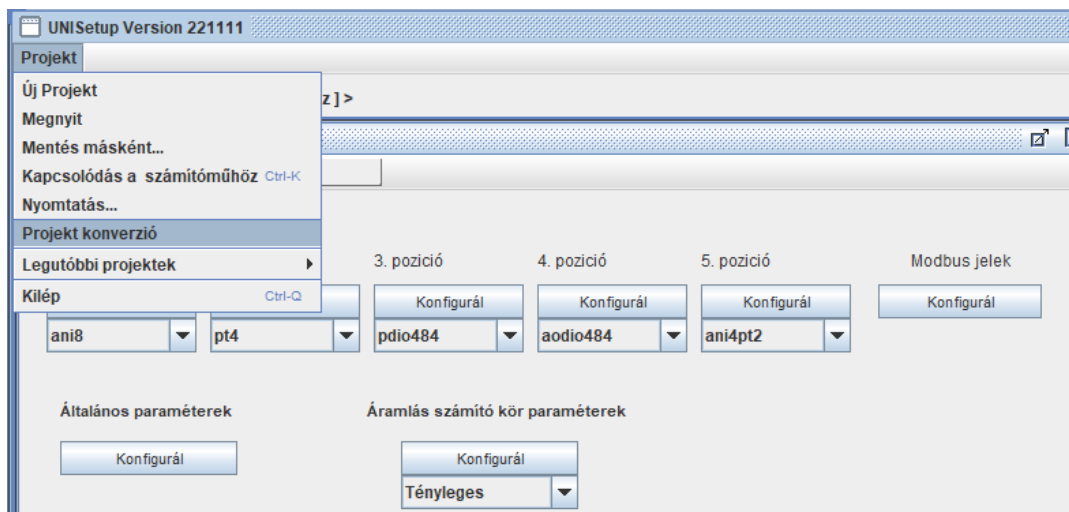 UNISetup Version 221111
Projekt
Új Projekt
z ] >
Megnyit
Mentés másként...
Kapcsolódás a számítóműhöz Ctrl-K
Nyomtatás...
Projekt konverzió
Legutóbbi projektek
3. pozició
4. pozició
5. pozició
Modbus jelek
Kilép Ctrl-Q
Konfigurál
Konfigurál
Konfigurál
Konfigurál
ani8
pt4
pdio484
aodio484
ani4pt2
Általános paraméterek
Áramlás számító kör paraméterek
Konfigurál
Konfigurál
Tényleges